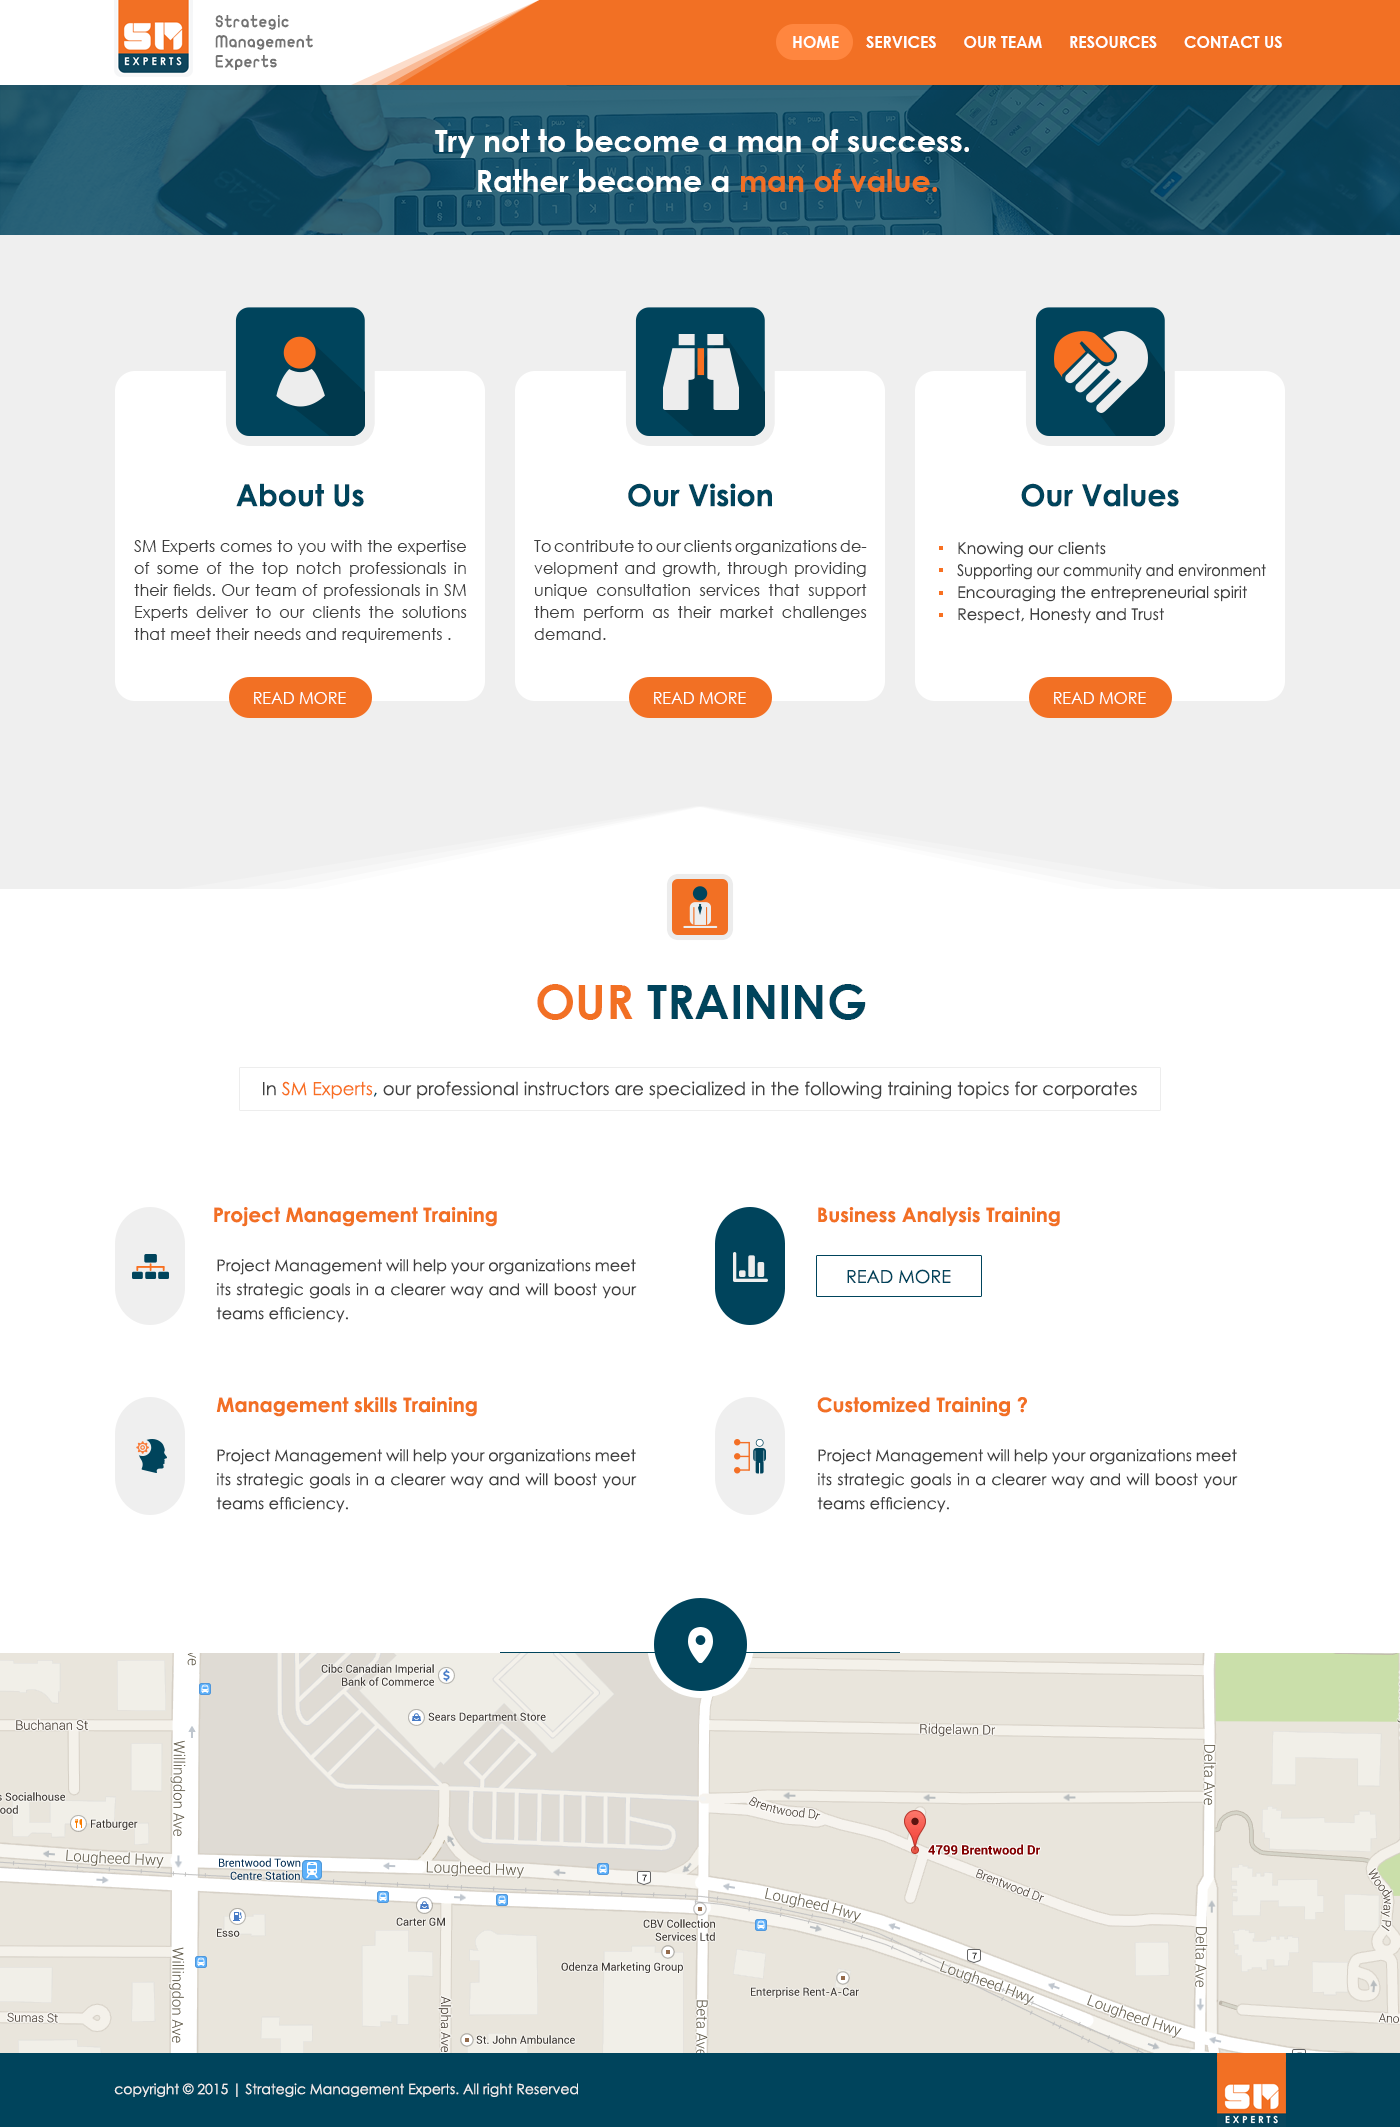 SM
EXPERTS
Strategic
Management
Experts
HOME SERVICES OUR TEAM RESOURCES CONTACT US
Try not to become a man of success.
Rather become a man of value.
About Us
SM Experts comes to you with the expertise
of some of the top notch professionals in
their fields. Our team of professionals in SM
Experts deliver to our clients the solutions
that meet their needs and requirements .
READ MORE
Our Vision
To contribute to our clients organizations de-
velopment and growth, through providing
unique consultation services that support
them perform as their market challenges
demand.
READ MORE
Our Values
Knowing our clients
Supporting our community and environment
Encouraging the entrepreneurial spirit
Respect, Honesty and Trust
READ MORE
OUR TRAINING
In SM Experts, our professional instructors are specialized in the following training topics for corporates
Project Management Training
Project Management will help your organizations meet
its strategic goals in a clearer way and will boost your
teams efficiency.
Business Analysis Training
READ MORE
Management skills Training
Project Management will help your organizations meet
its strategic goals in a clearer way and will boost your
teams efficiency.
Customized Training ?
Project Management will help your organizations meet
its strategic goals in a clearer way and will boost your
teams efficiency.
ve
Cibc Canadian Imperial
Bank of Commerce
$
Sears Department Store
Buchanan St
Willingdon Ave
Ridgelawn Dr
Delta Ave
s Socialhouse
ood
Fatburger
Brentwood Dr
4799 Brentwood Dr
Lougheed Hwy
Brentwood Town
Centre Station
Lougheed Hwy
7
Brentwood Dr
Woodway Pl
Lougheed Hwy
Carter GM
Esso
CBV Collection
Services Ltd
Delta Ave
Willingdon Ave
Odenza Marketing Group
7
Lougheed Hwy
Enterprise Rent-A-Car
Lougheed Hwy
Sumas St
Alpha Ave
Beta Ave
Ano
St. John Ambulance
copyright © 2015 | Strategic Management Experts. All right Reserved
SM
EXPERTS